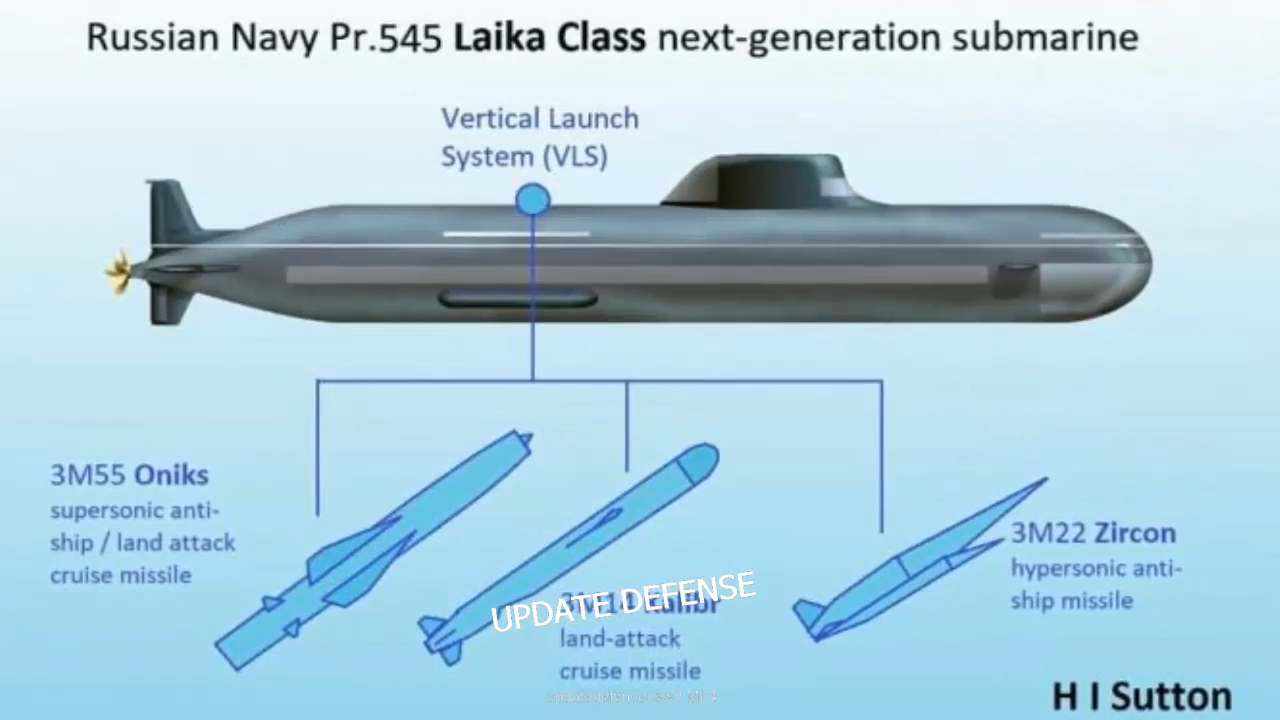 Russian Navy Pr.545 Laika Class next-generation submarine
Vertical Launch
System (VLS)
3M55 Oniks
supersonic anti-
ship / land attack
cruise missile
3M22 Zircon
hypersonic anti-
ship missile
UPDATE DEFENSE
land-attack
cruise missile
H I Sutton